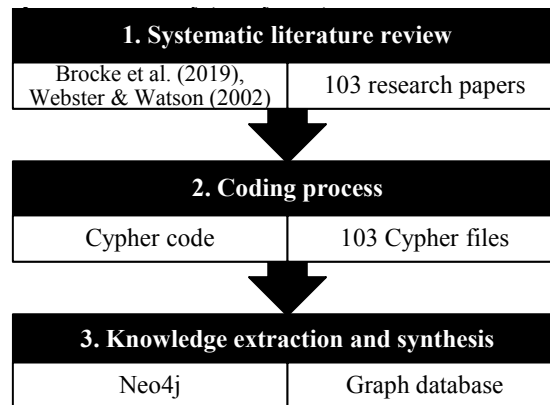 1. Systematic literature review
Brocke et al. (2019),
Webster & Watson (2002)
103 research papers
2. Coding process
Cypher code
103 Cypher files
3. Knowledge extraction and synthesis
Neo4j
Graph database